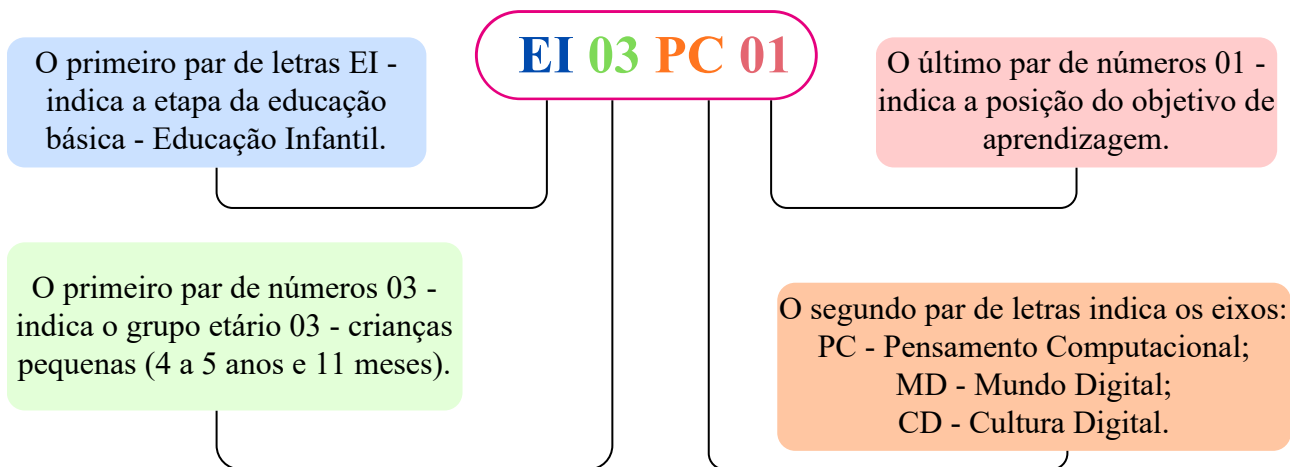 EI 03 PC 01
O primeiro par de letras EI -
indica a etapa da educação
básica - Educação Infantil.
O último par de números 01 -
indica a posição do objetivo de
aprendizagem.
O primeiro par de números 03 -
indica o grupo etário 03 - crianças
pequenas (4 a 5 anos e 11 meses).
O segundo par de letras indica os eixos:
PC - Pensamento Computacional;
MD - Mundo Digital;
CD - Cultura Digital.